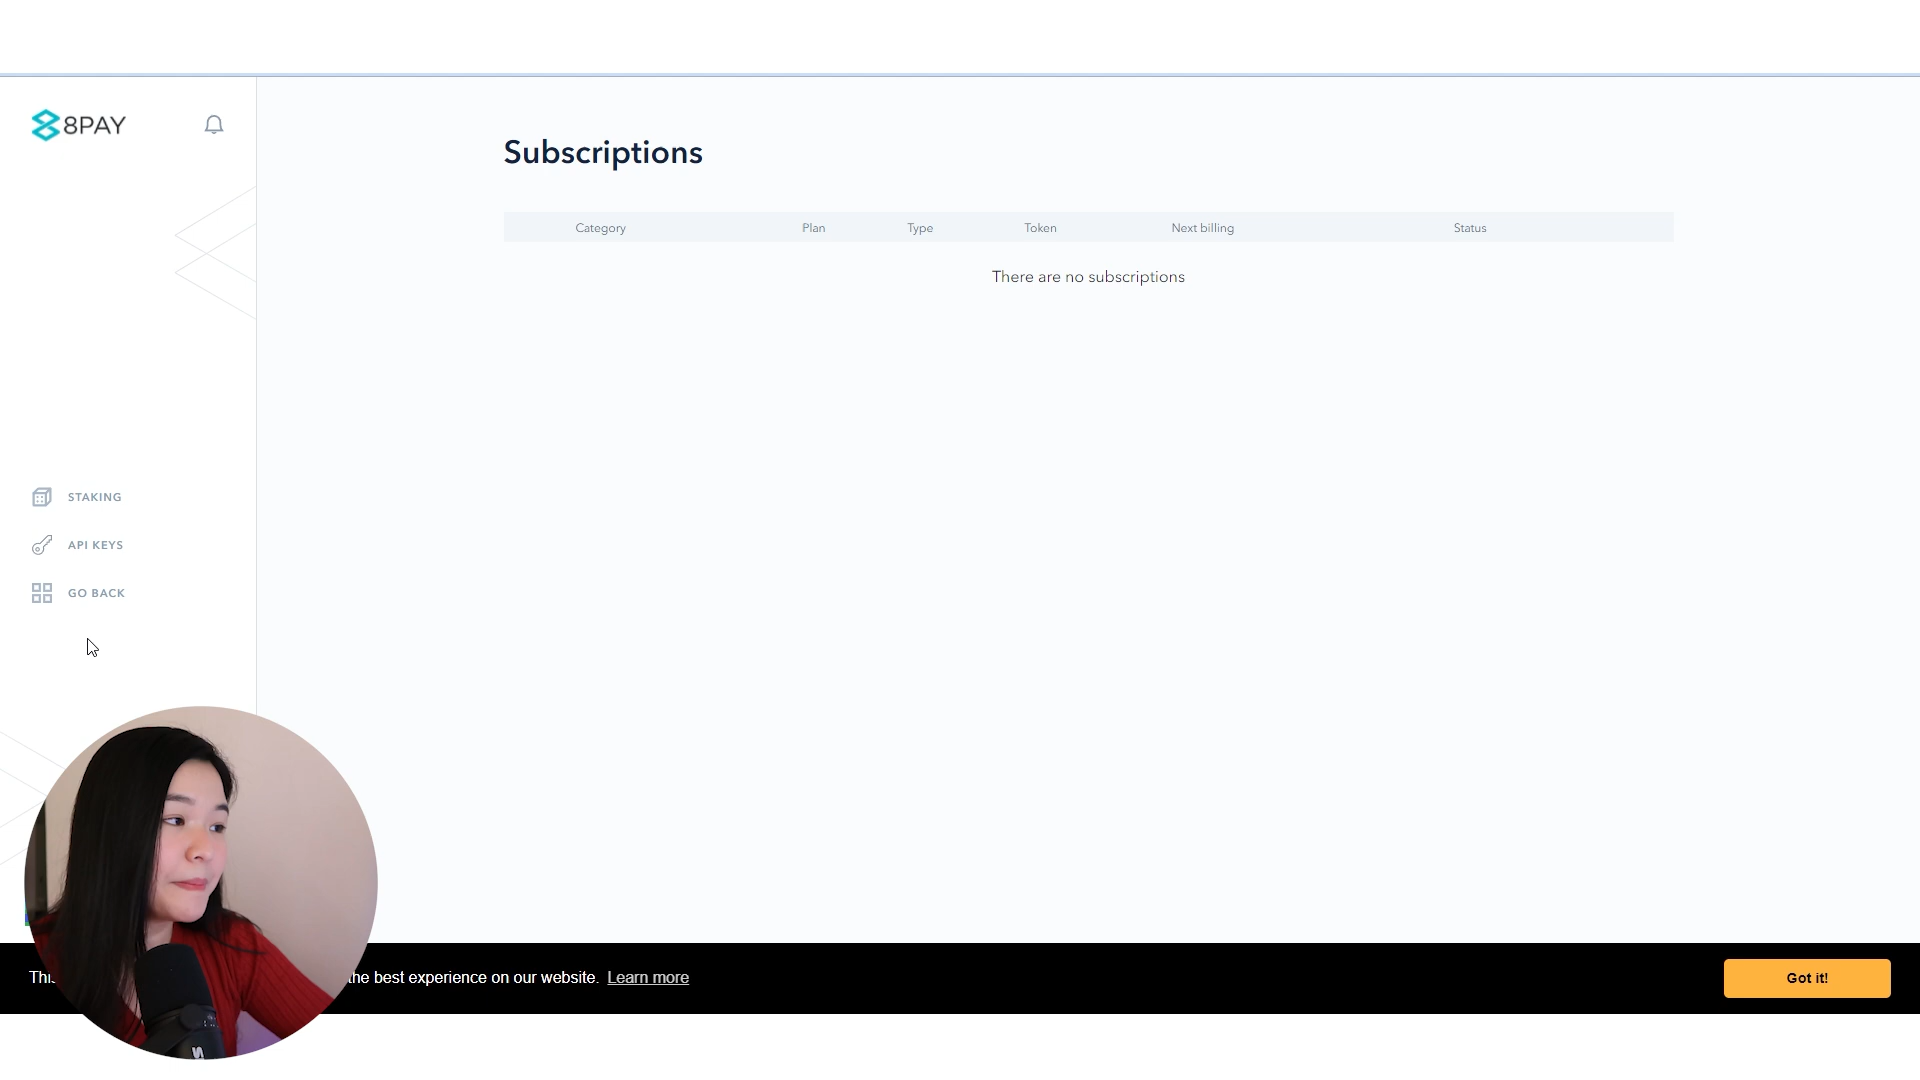 8PAY
Subscriptions
Category Plan Type Token Next billing Status
There are no subscriptions
STAKING
API KEYS
GO BACK
the best experience on our website. Learn more
Got it!